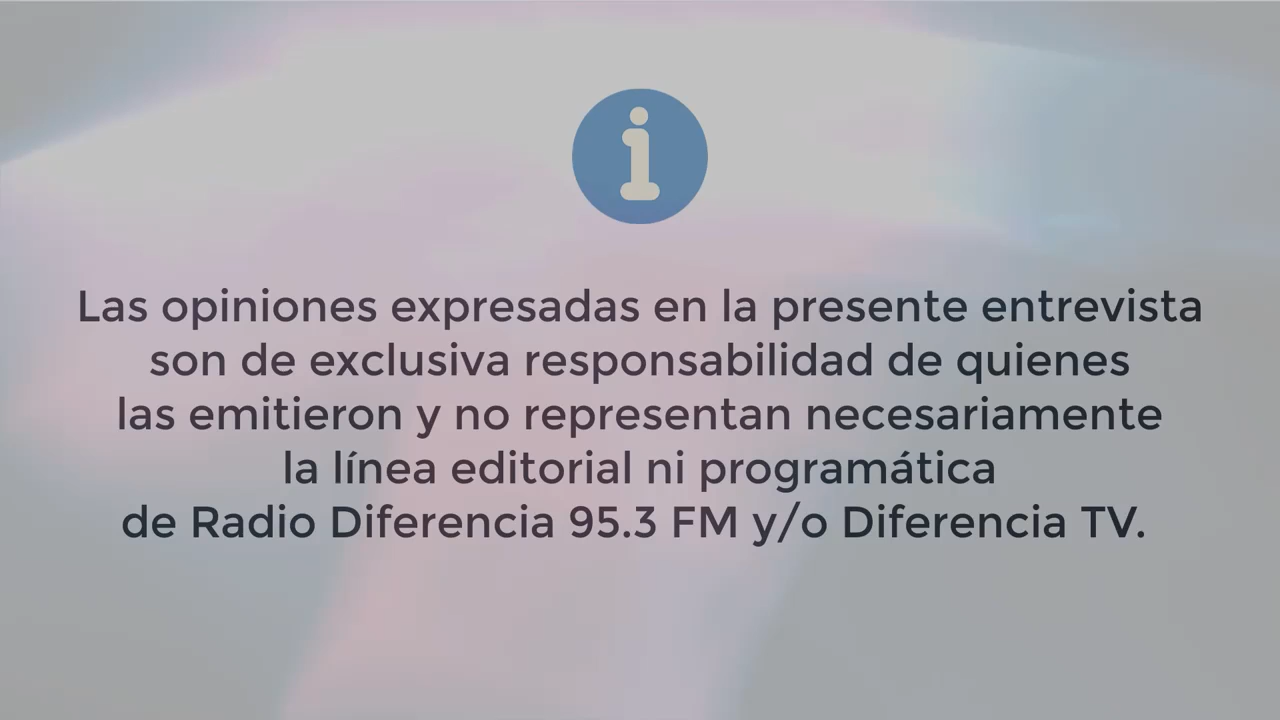 Las opiniones expresadas en la presente entrevista
son de exclusiva responsabilidad de quienes
las emitieron y no representan necesariamente
la línea editorial ni programática
de Radio Diferencia 95.3 FM y/o Diferencia TV.